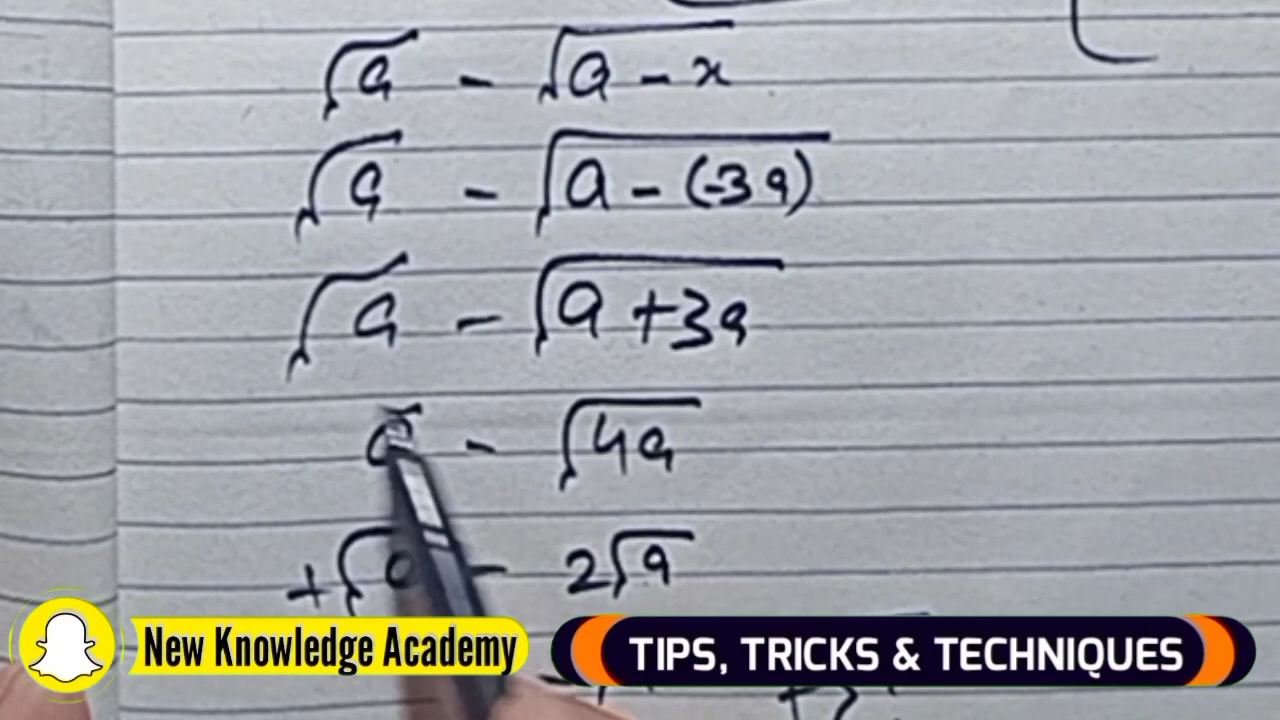 √a - √(a - x)
√a - √(a - (-3a))
√a - √(a + 3a)
a - √4a
+√a - 2√a
New Knowledge Academy
TIPS, TRICKS & TECHNIQUES